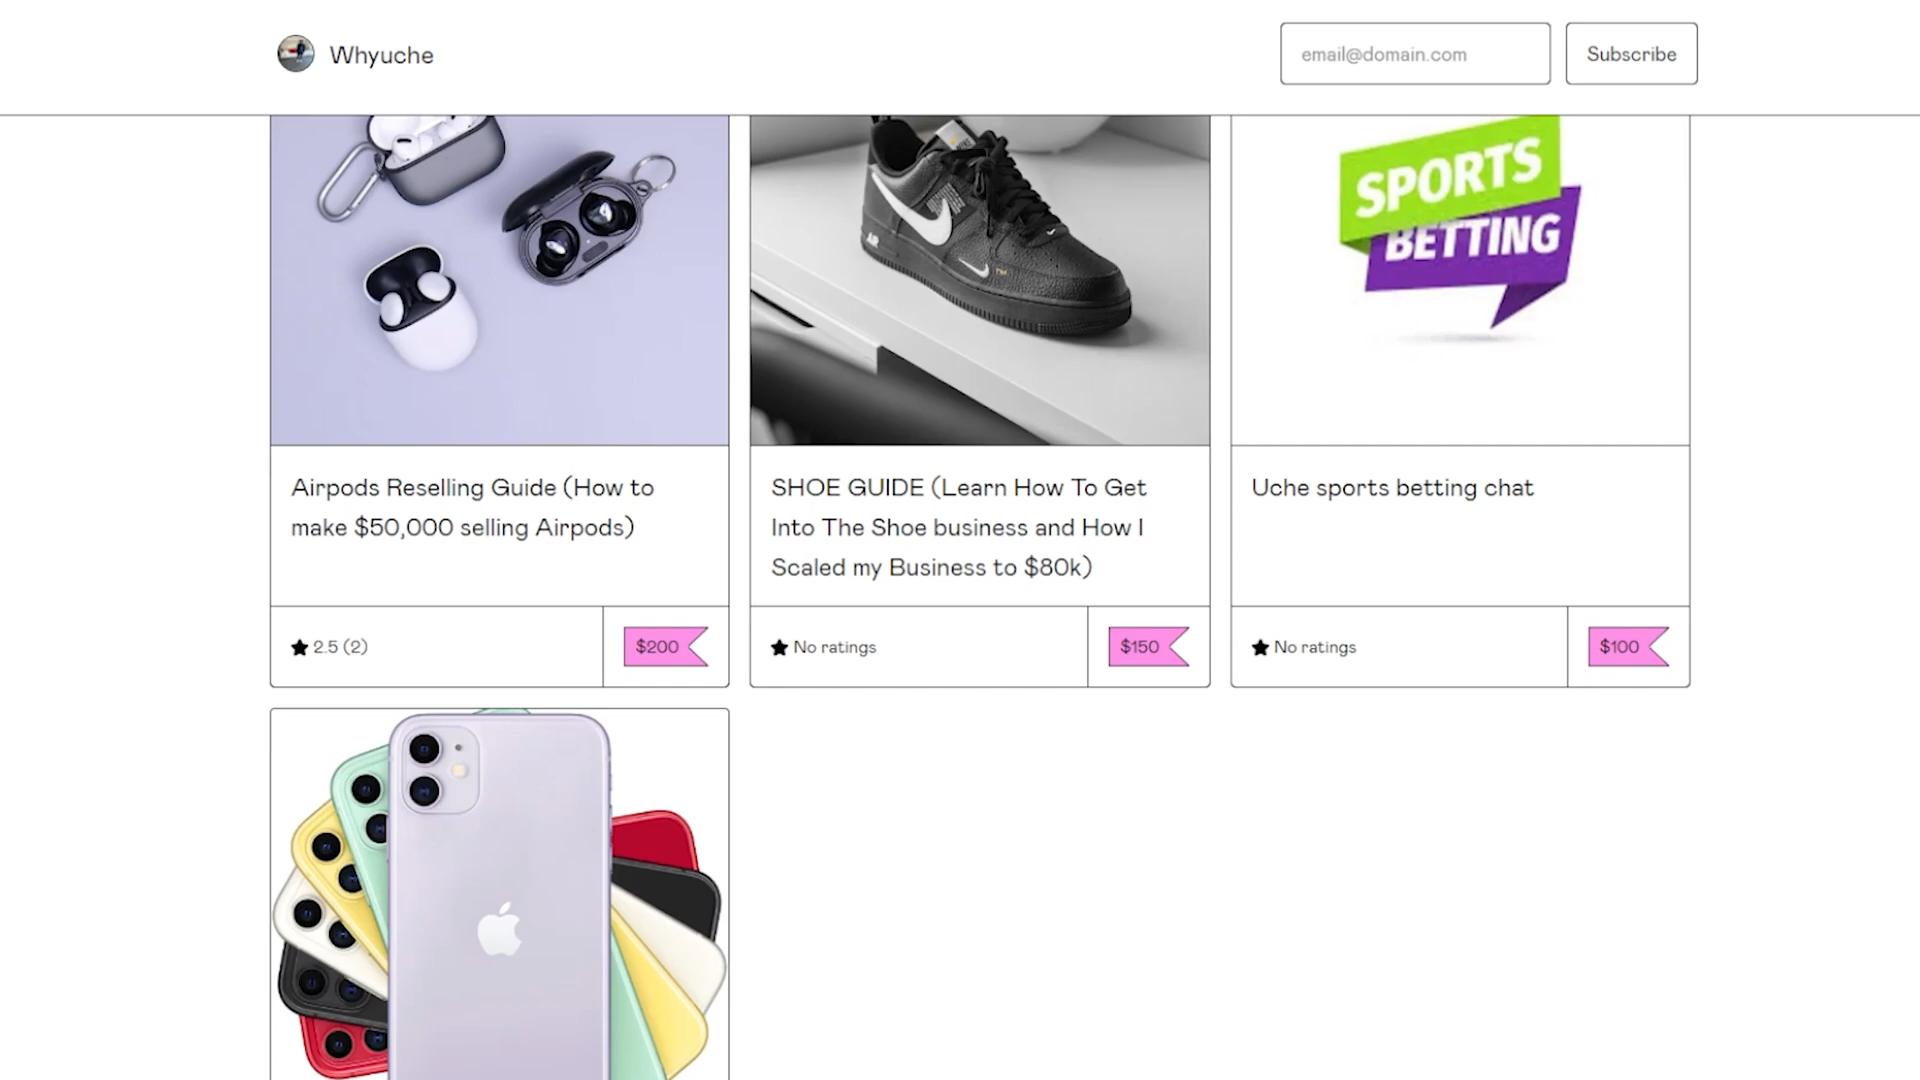 Whyuche
email@domain.com
Subscribe
AIR
SPORTS
BETTING
Airpods Reselling Guide (How to
make $50,000 selling Airpods)
SHOE GUIDE (Learn How To Get
Into The Shoe business and How I
Scaled my Business to $80k)
Uche sports betting chat
2.5 (2)
$200
No ratings
$150
No ratings
$100